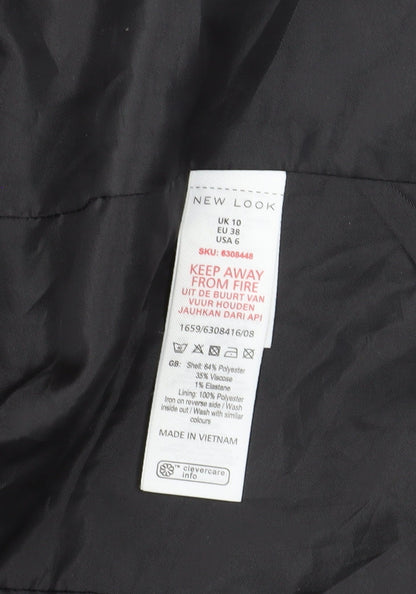 NEW LOOK
UK 10
EU 38
USA 6
SKU: 6308448
KEEP AWAY
FROM FIRE
UIT DE BUURT VAN
VUUR HOUDEN
JAUHKAN DARI API
1659/6308416/08
GB: Shell: 64% Polyester
35% Viscose
1% Elastane
Lining: 100% Polyester
Iron on reverse side / Wash
inside out / Wash with similar
colours
MADE IN VIETNAM
™ clevercare
info